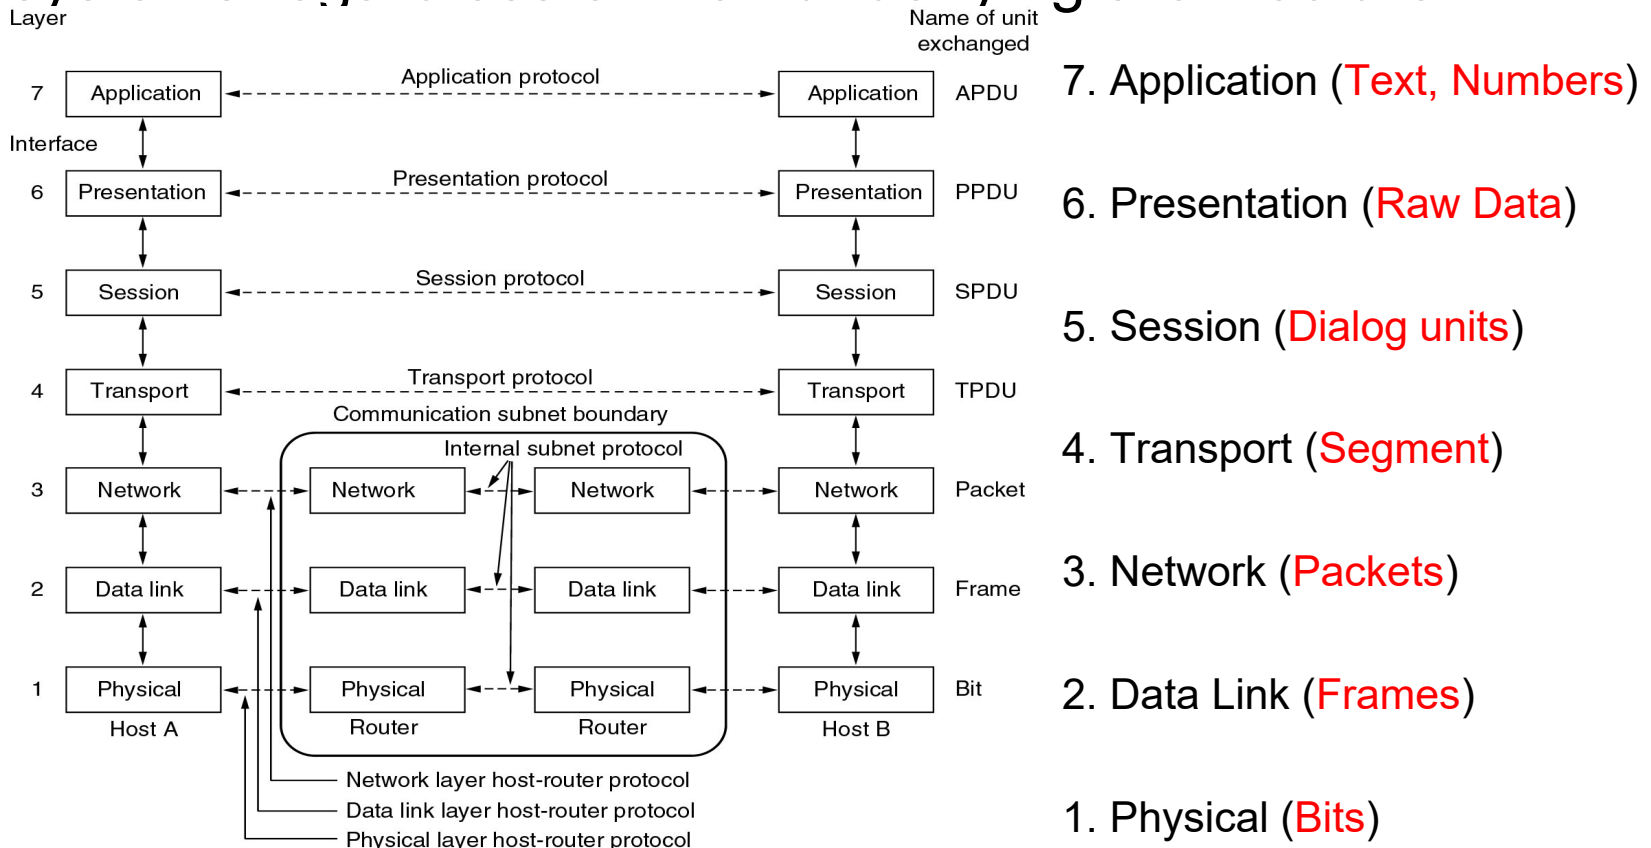 Layer
Name of unit
exchanged
7
Application
Application protocol
Application
APDU
Interface
6
Presentation
Presentation protocol
Presentation
PPDU
5
Session
Session protocol
Session
SPDU
4
Transport
Transport protocol
Transport
TPDU
Communication subnet boundary
Internal subnet protocol
3
Network
Network
Network
Network
Packet
2
Data link
Data link
Data link
Data link
Frame
1
Physical
Physical
Physical
Physical
Bit
Host A
Router
Router
Host B
Network layer host-router protocol
Data link layer host-router protocol
Physical layer host-router protocol
7. Application (Text, Numbers)
6. Presentation (Raw Data)
5. Session (Dialog units)
4. Transport (Segment)
3. Network (Packets)
2. Data Link (Frames)
1. Physical (Bits)